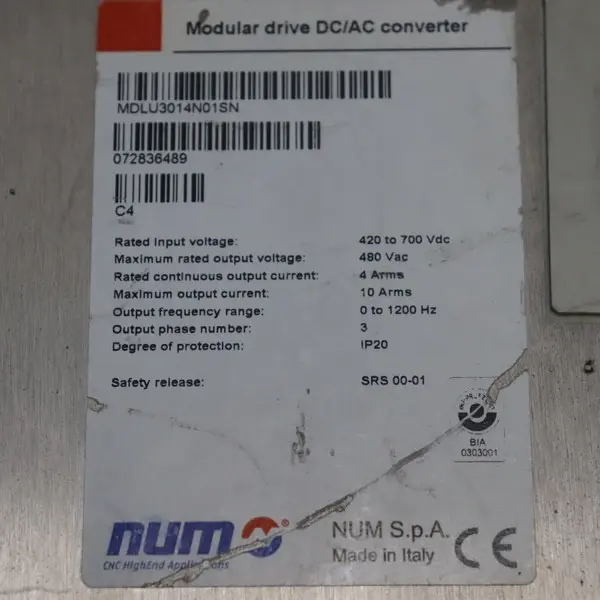 Modular drive DC/AC converter
MDLU3014N01SN
072836489
C4
Rated input voltage: 420 to 700 Vdc
Maximum rated output voltage: 480 Vac
Rated continuous output current: 4 Arms
Maximum output current: 10 Arms
Output frequency range: 0 to 1200 Hz
Output phase number: 3
Degree of protection: IP20
Safety release: SRS 00-01
BIA
0303001
num
CNC HighEnd
NUM S.p.A.
Made in Italy
CE